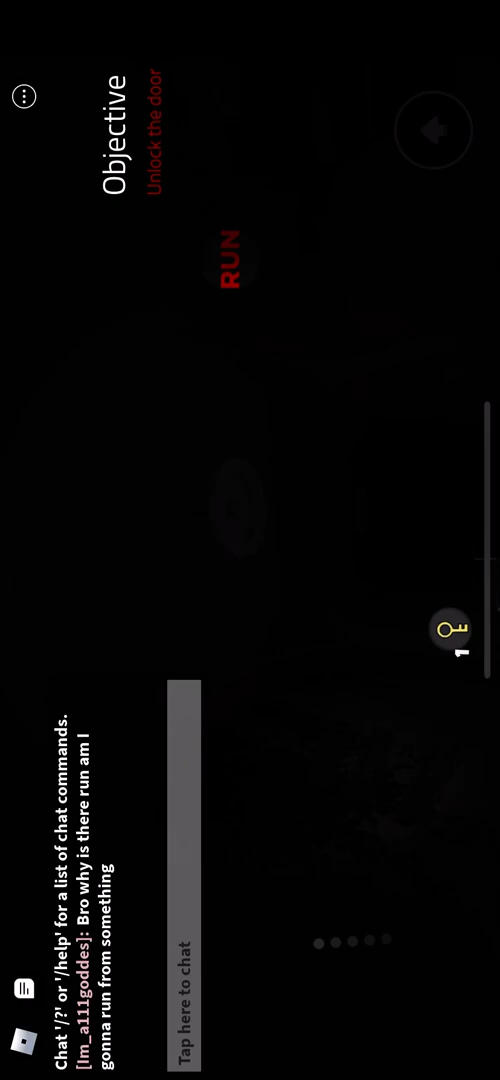 Chat '/?' or '/help' for a list of chat commands.
[Im_a111goddes]: Bro why is there run am I
gonna run from something
Tap here to chat
Objective
Unlock the door
RUN
1